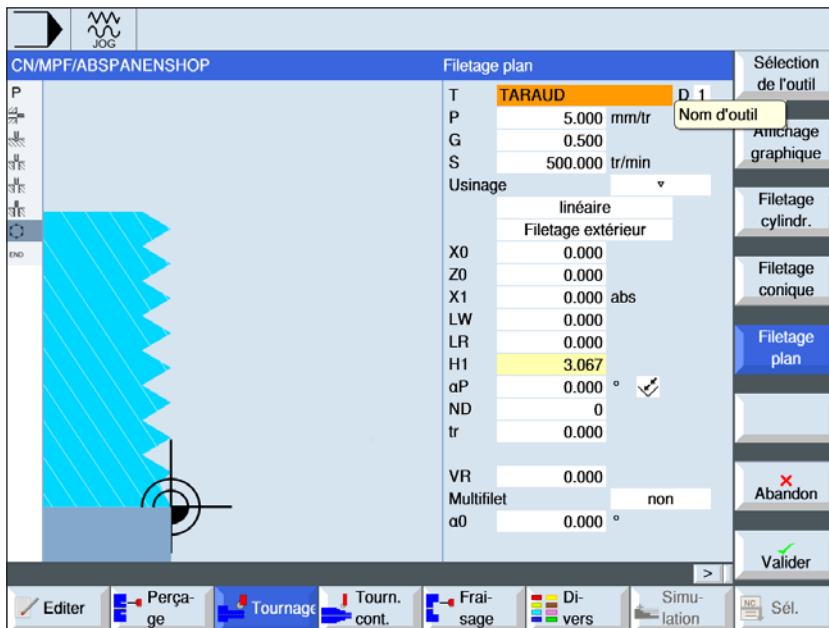 JOG
CN/MPF/ABSPANENSHOP
Filetage plan
P
END
T TARAUD D 1
Nom d'outil
P 5.000 mm/tr
G 0.500
S 500.000 tr/min
Usinage ▿
linéaire
Filetage extérieur
X0 0.000
Z0 0.000
X1 0.000 abs
LW 0.000
LR 0.000
H1 3.067
αP 0.000 °
ND 0
tr 0.000
VR 0.000
Multifilet non
α0 0.000 °
Sélection
de l'outil
Affichage
graphique
Filetage
cylindr.
Filetage
conique
Filetage
plan
Abandon
Valider
>
Editer
Perça-
ge
Tournage
Tourn.
cont.
Frai-
sage
Di-
vers
Simu-
lation
NC
Sél.